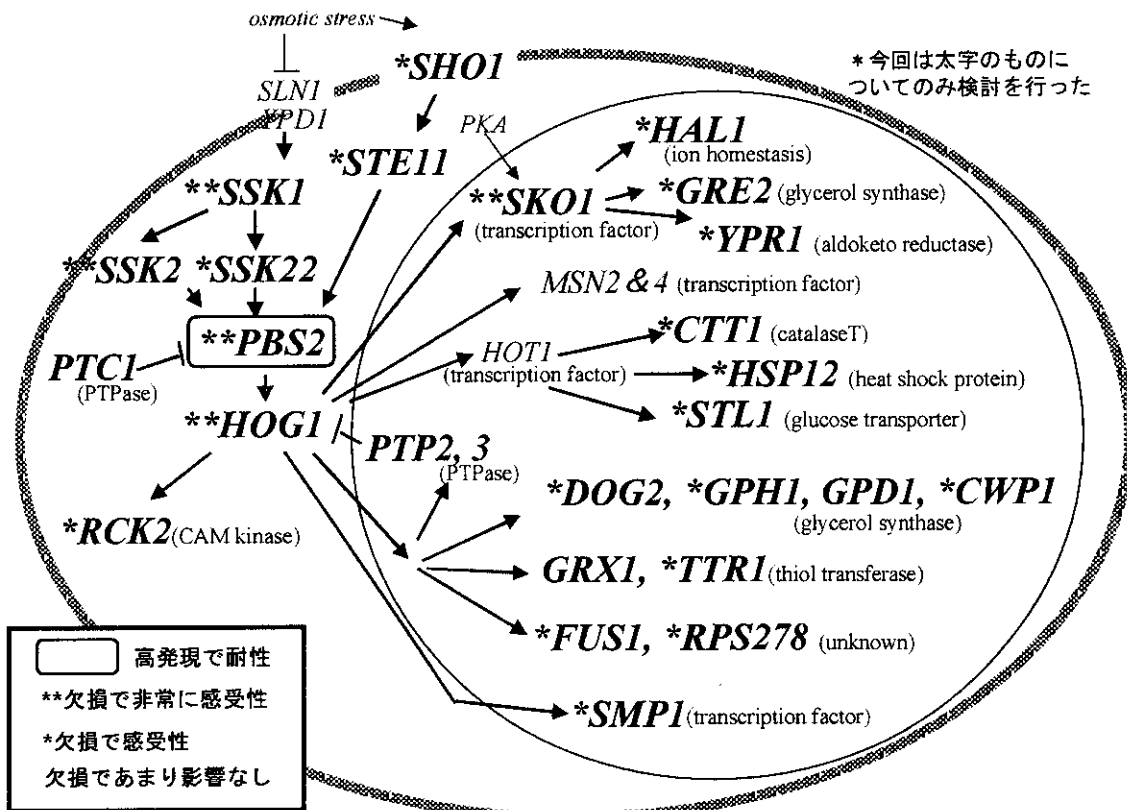 osmotic stress
*SHO1
*今回は太字のものに
ついてのみ検討を行った
SLN1
YPD1
PKA
*HAL1
(ion homestasis)
*STE11
**SSK1
**SKO1
(transcription factor)
*GRE2 (glycerol synthase)
*YPR1 (aldoketo reductase)
**SSK2 *SSK22
MSN2 & 4 (transcription factor)
**PBS2
PTC1
(PTPase)
HOT1
(transcription factor)
*CTT1 (catalaseT)
*HSP12 (heat shock protein)
*STL1 (glucose transporter)
**HOG1
PTP2, 3
(PTPase)
*RCK2 (CAM kinase)
*DOG2, *GPH1, GPD1, *CWP1
(glycerol synthase)
GRX1, *TTR1 (thiol transferase)
*FUS1, *RPS278 (unknown)
*SMP1 (transcription factor)
高発現で耐性
**欠損で非常に感受性
*欠損で感受性
欠損であまり影響なし